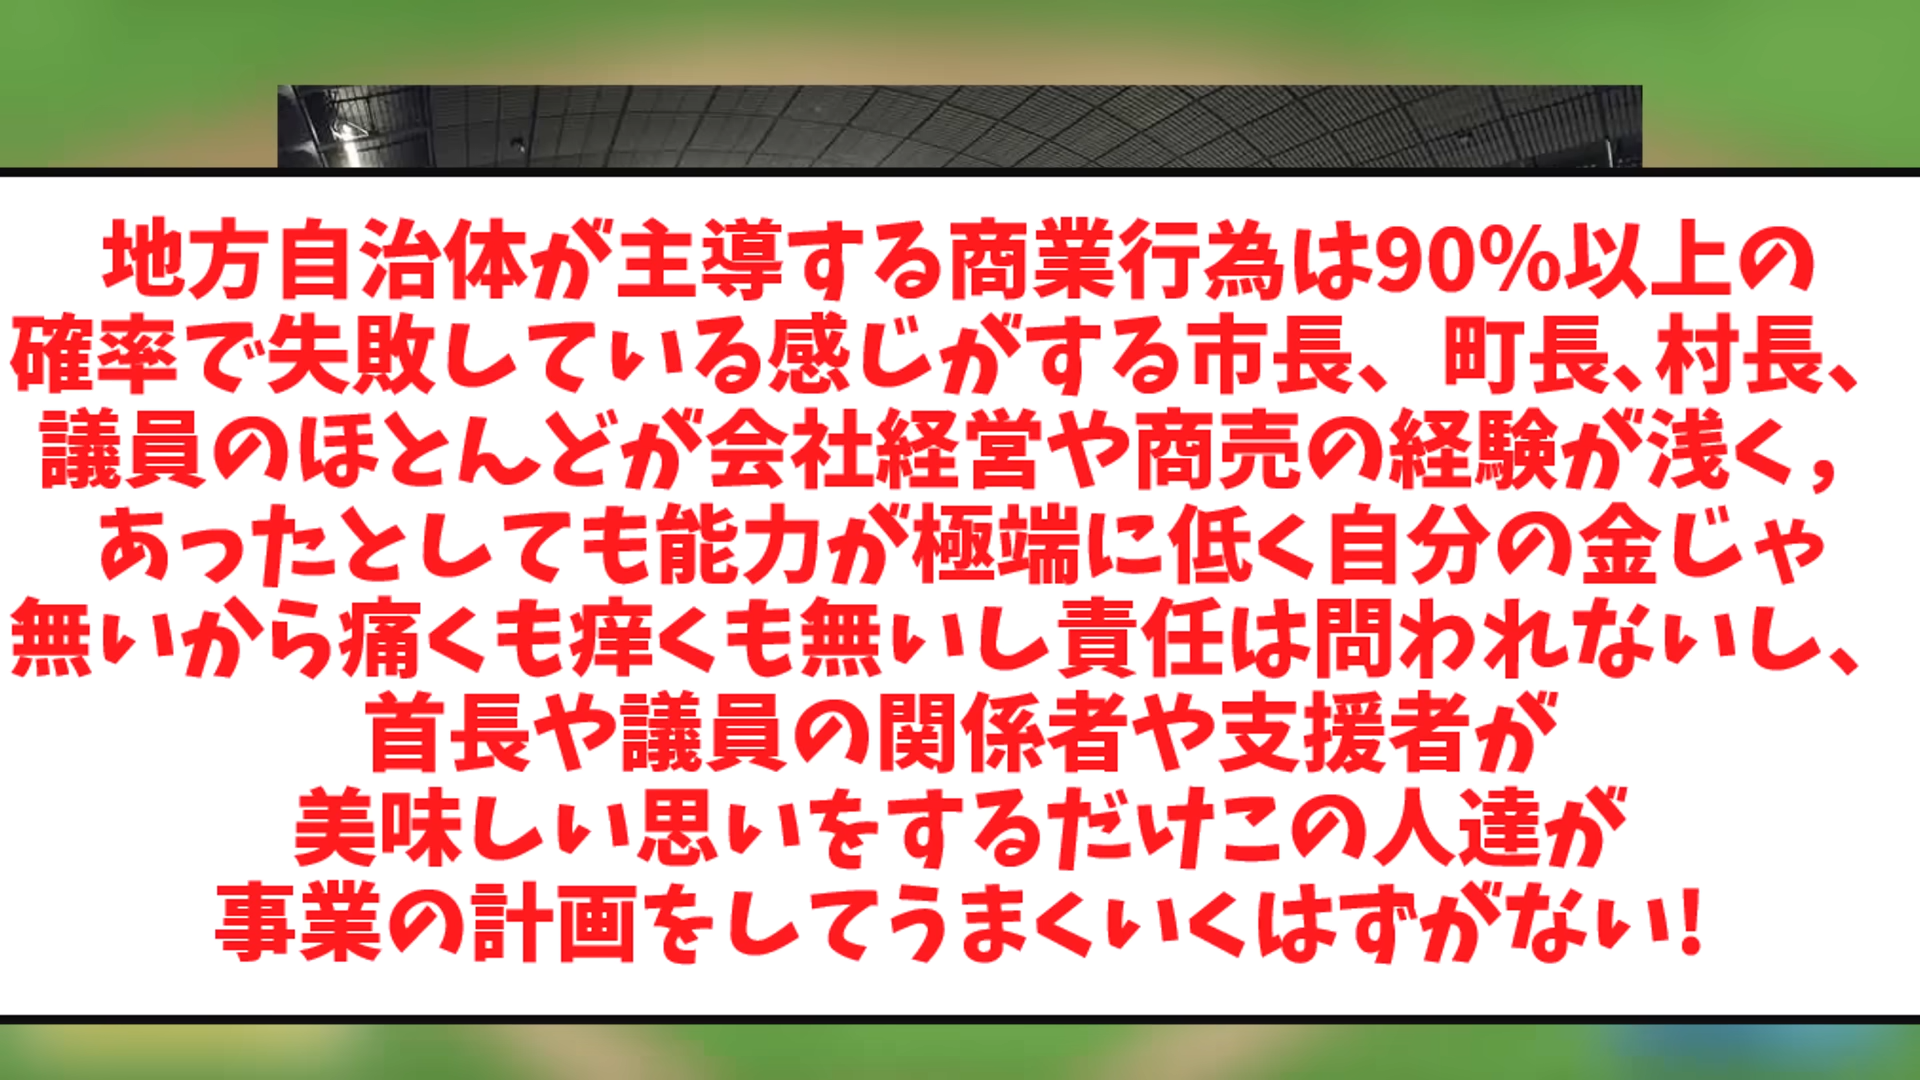 地方自治体が主導する商業行為は90%以上の
確率で失敗している感じがする市長、町長、村長、
議員のほとんどが会社経営や商売の経験が浅く,
あったとしても能力が極端に低く自分の金じゃ
無いから痛くも痒くも無いし責任は問われないし、
首長や議員の関係者や支援者が
美味しい思いをするだけこの人達が
事業の計画をしてうまくいくはずがない!